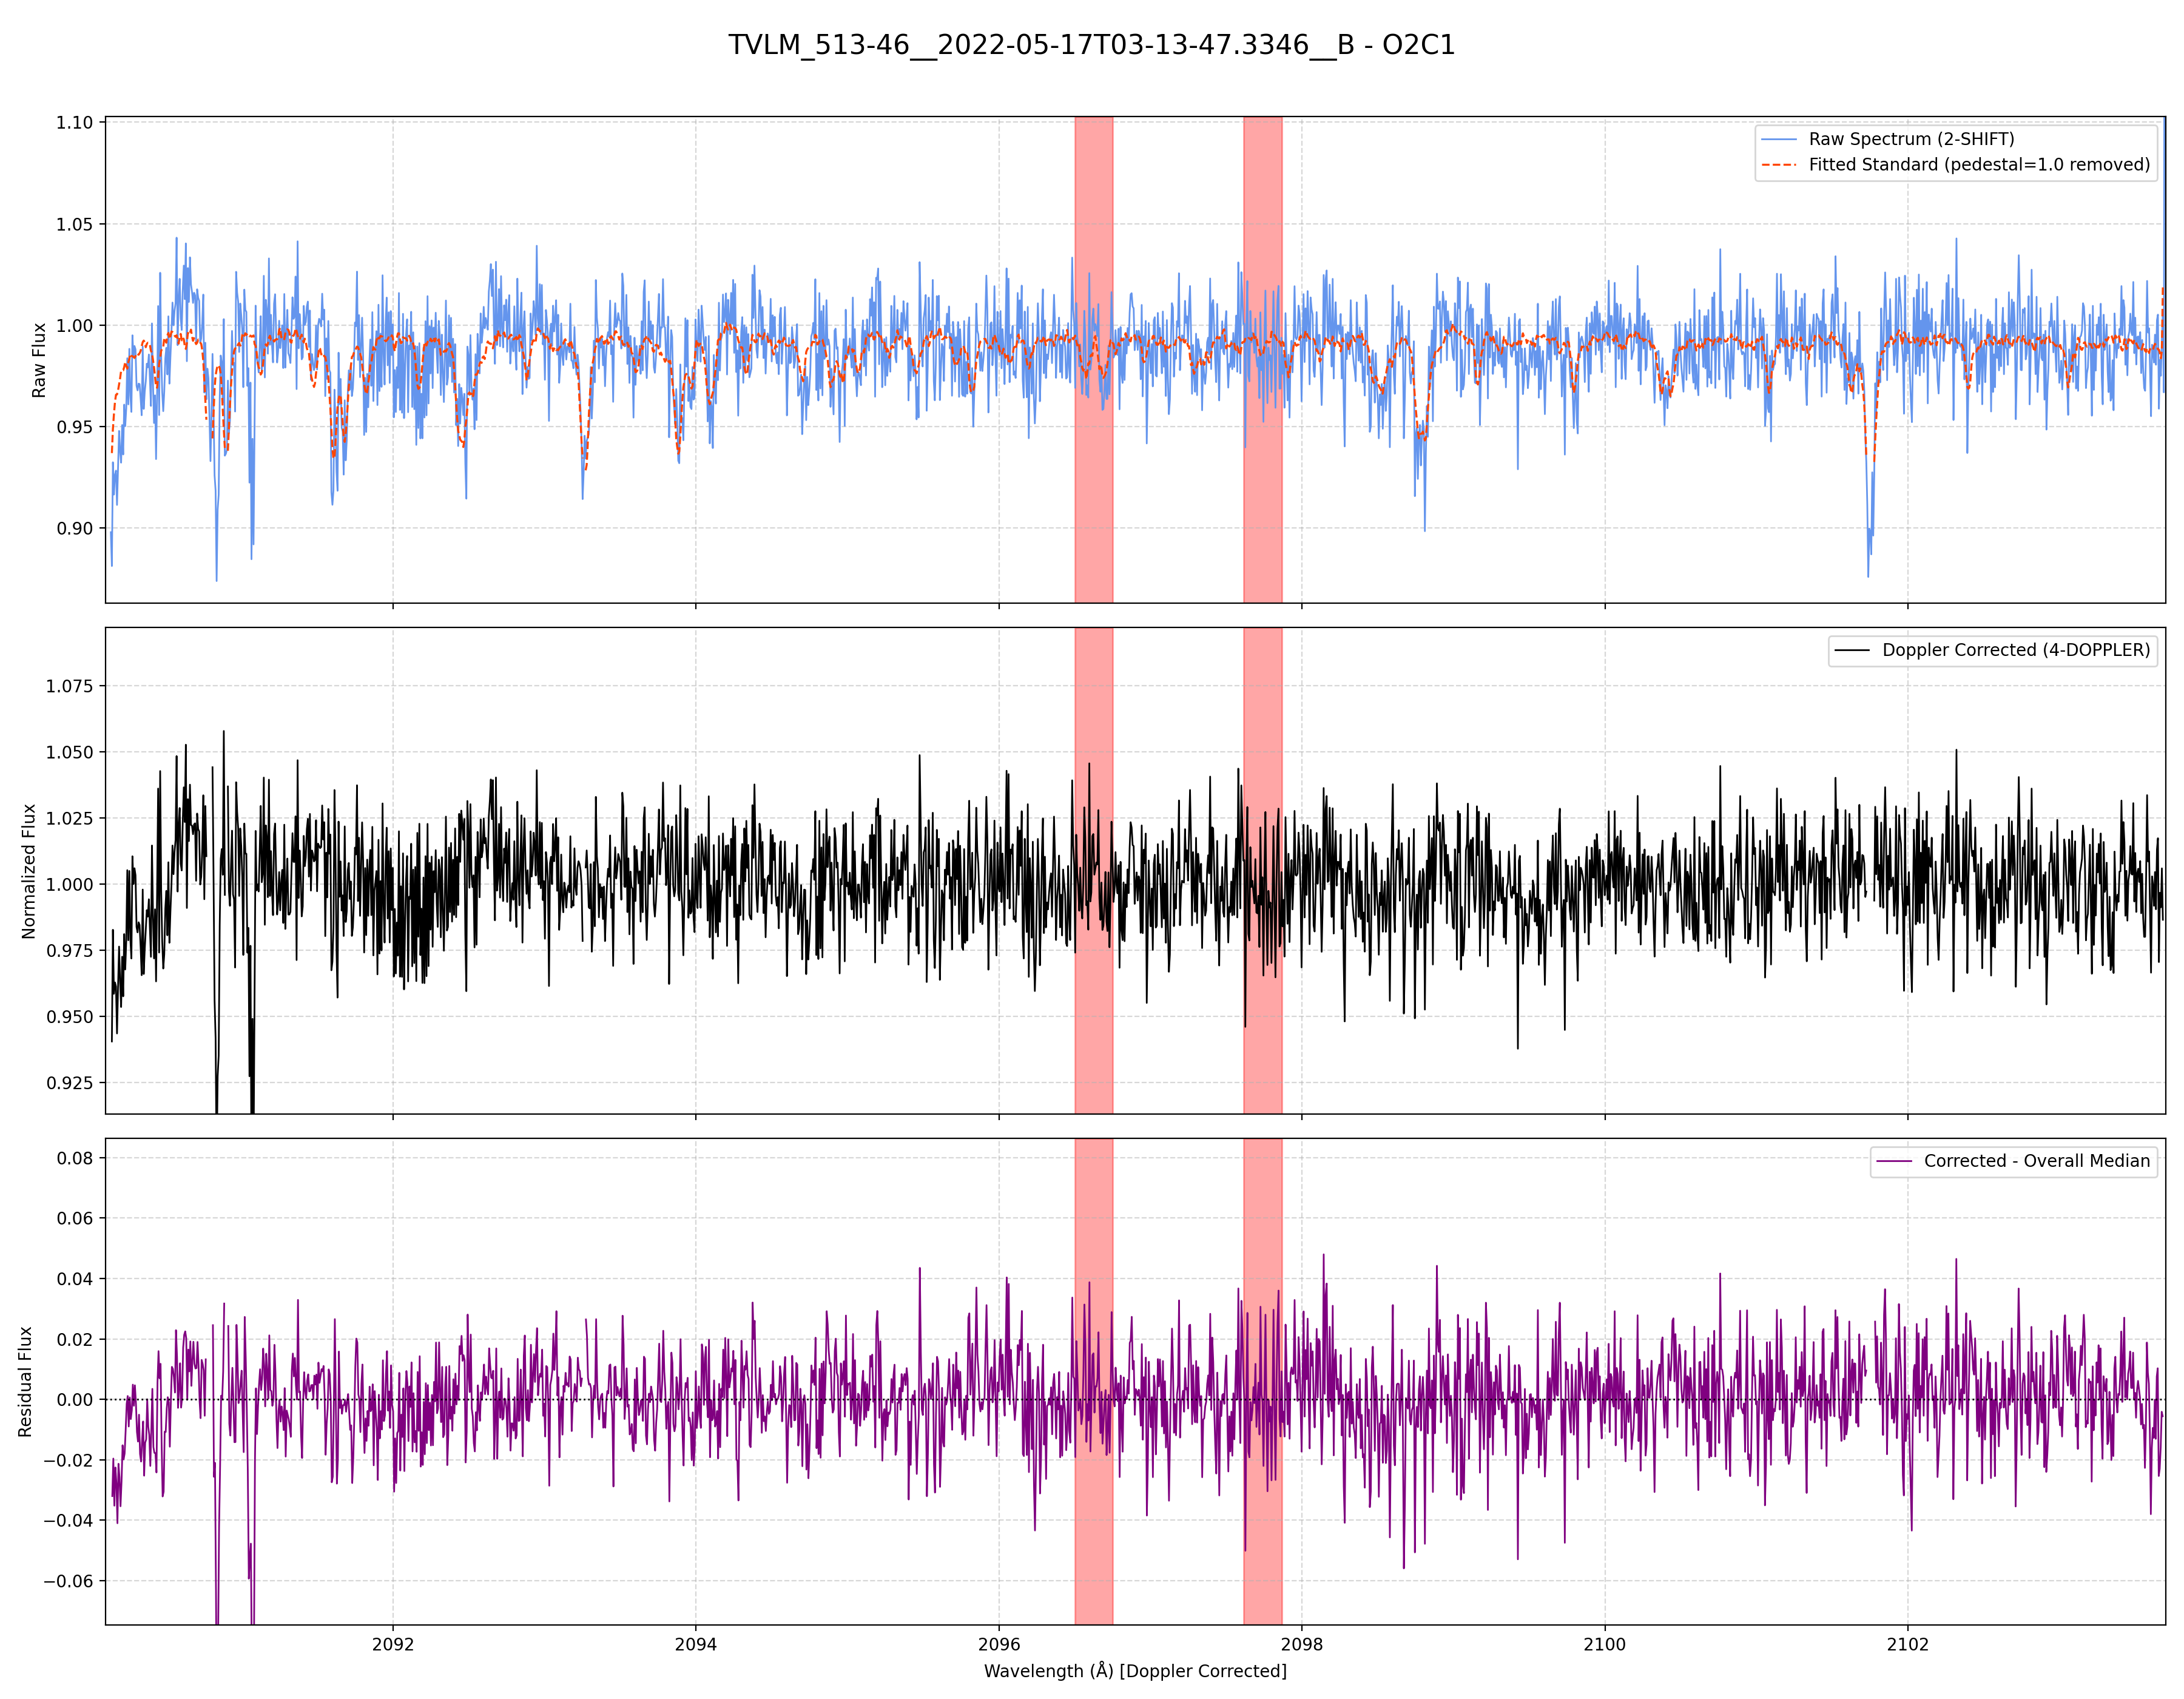 TVLM_513-46__2022-05-17T03-13-47.3346__B - O2C1
1.10
1.05
1.00
0.95
0.90
Raw Flux
Raw Spectrum (2-SHIFT)
Fitted Standard (pedestal=1.0 removed)
1.075
1.050
1.025
1.000
0.975
0.950
0.925
Normalized Flux
Doppler Corrected (4-DOPPLER)
0.08
0.06
0.04
0.02
0.00
−0.02
−0.04
−0.06
Residual Flux
Corrected - Overall Median
2092 2094 2096 2098 2100 2102
Wavelength (Å) [Doppler Corrected]